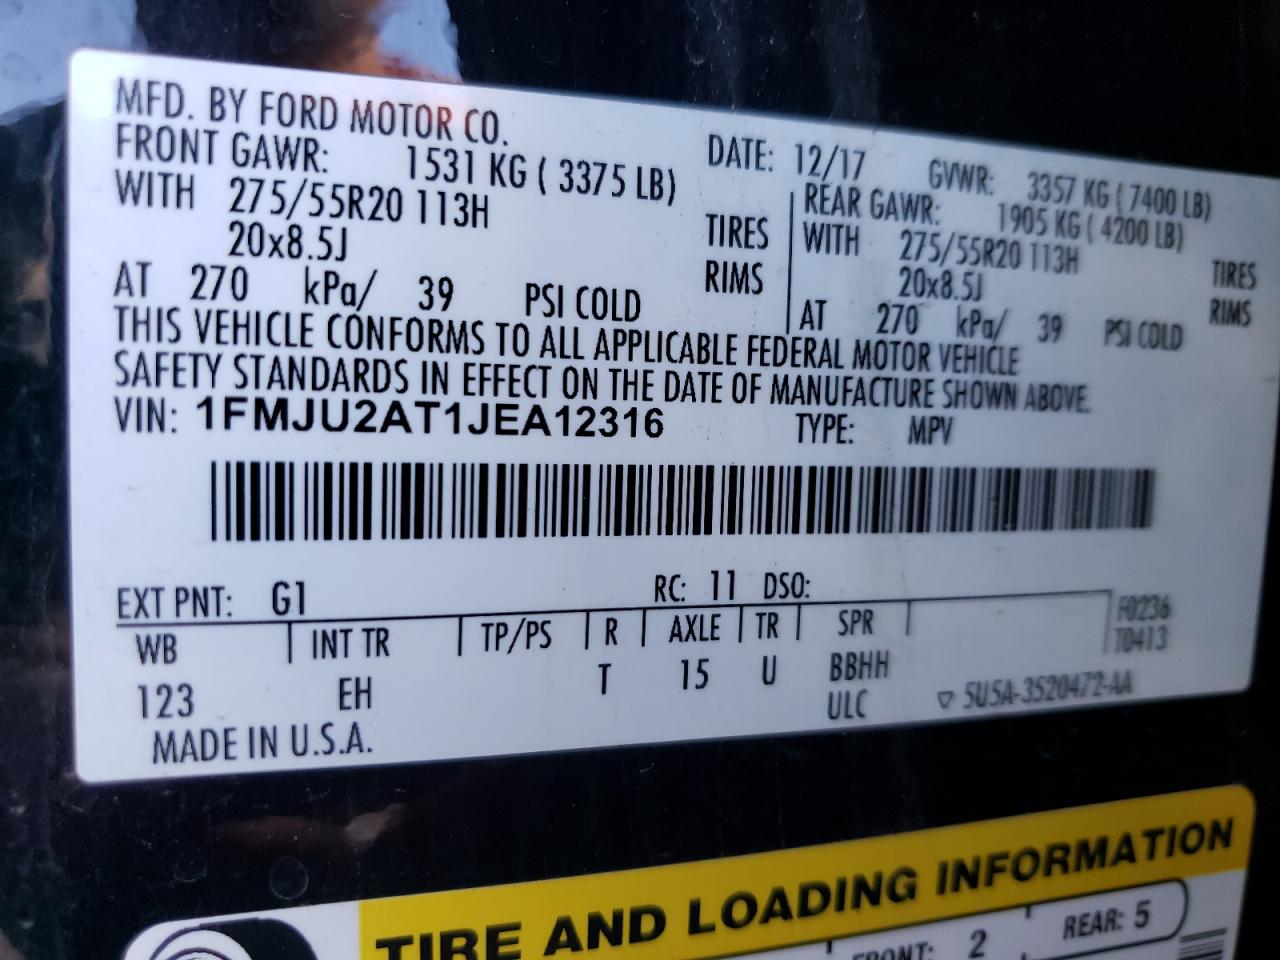 MFD. BY FORD MOTOR CO.
DATE: 12/17 GVWR: 3357 KG ( 7400 LB)
FRONT GAWR: 1531 KG ( 3375 LB)
REAR GAWR: 1905 KG ( 4200 LB)
WITH 275/55R20 113H TIRES
WITH 275/55R20 113H TIRES
20x8.5J RIMS
20x8.5J RIMS
AT 270 kPa/ 39 PSI COLD
AT 270 kPa/ 39 PSI COLD
THIS VEHICLE CONFORMS TO ALL APPLICABLE FEDERAL MOTOR VEHICLE
SAFETY STANDARDS IN EFFECT ON THE DATE OF MANUFACTURE SHOWN ABOVE.
VIN: 1FMJU2AT1JEA12316 TYPE: MPV
EXT PNT: G1 RC: 11 DSO:
WB INT TR TP/PS R AXLE TR SPR F0236
T0413
123 EH T 15 U BBHH
ULC 5U5A-3520472-AA
MADE IN U.S.A.
TIRE AND LOADING INFORMATION
FRONT: 2 REAR: 5